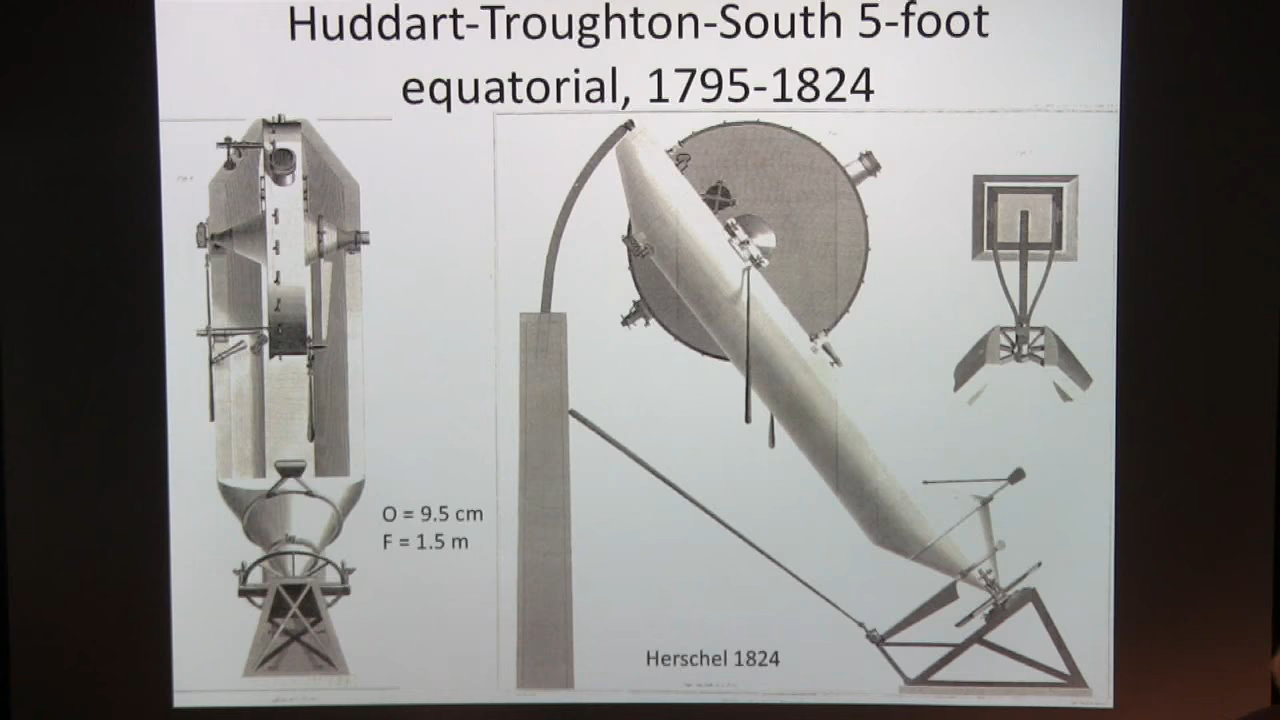 Huddart-Troughton-South 5-foot
equatorial, 1795-1824
O = 9.5 cm
F = 1.5 m
Herschel 1824